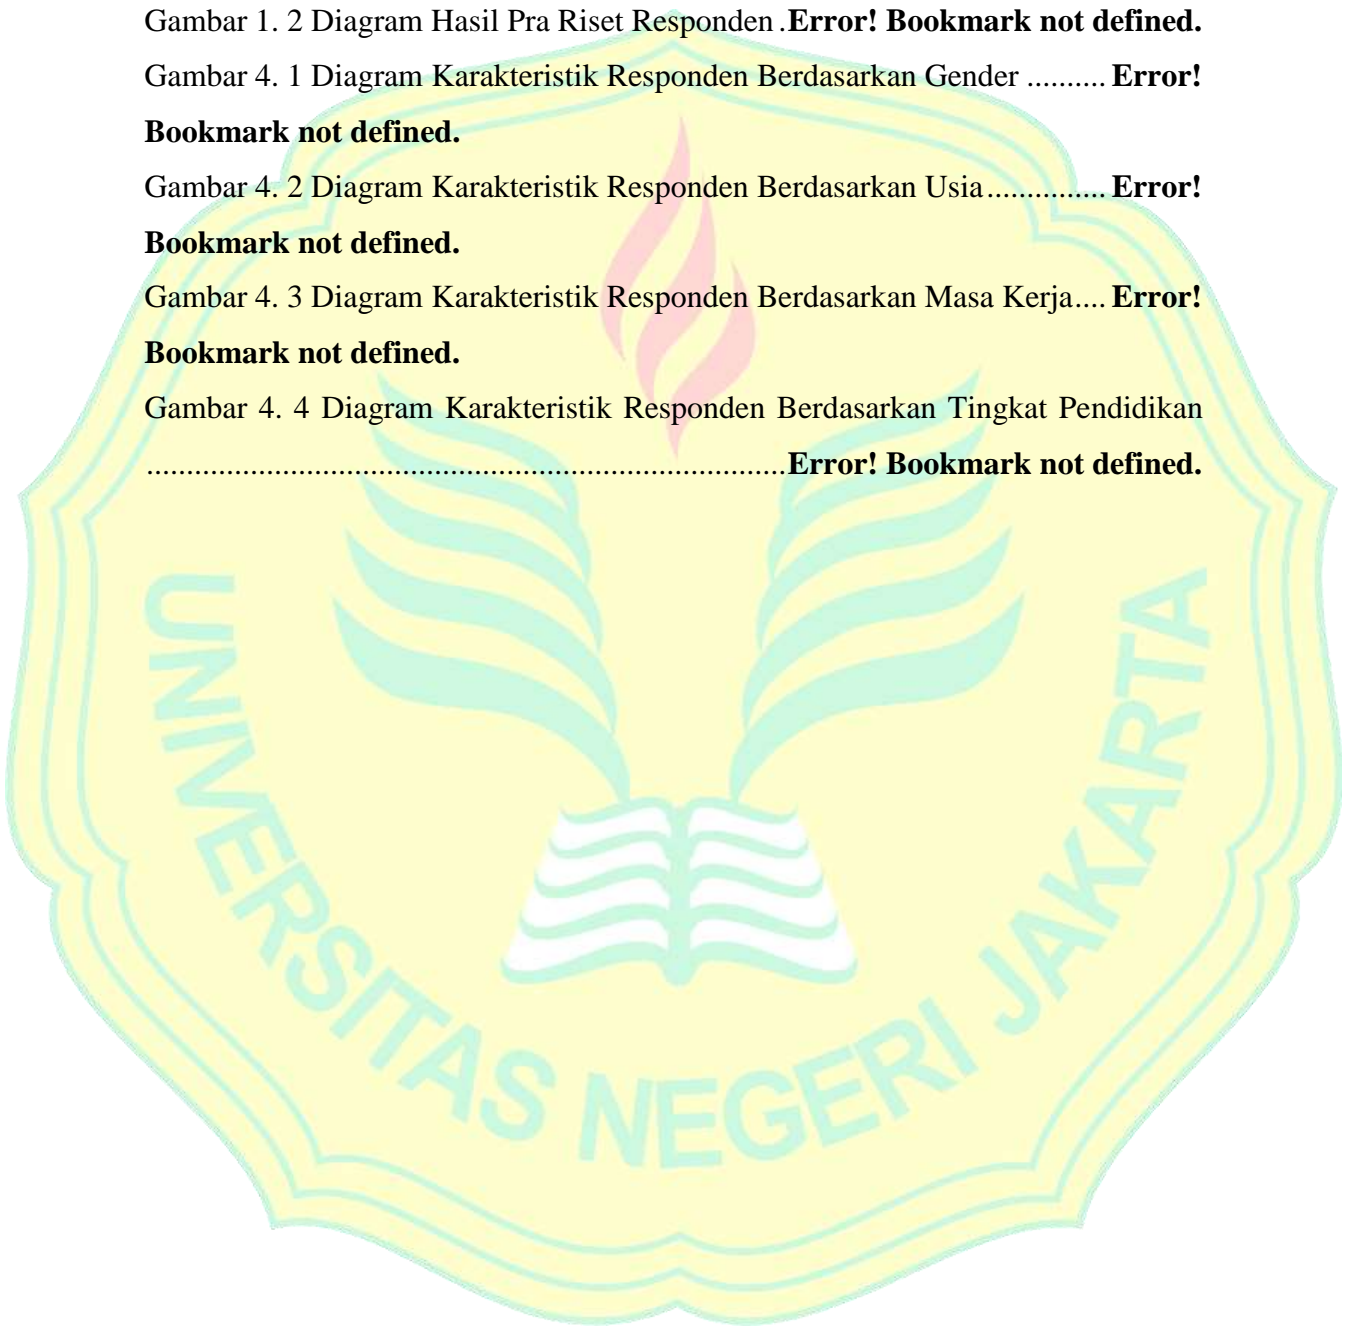 Gambar 1. 2 Diagram Hasil Pra Riset Responden .Error! Bookmark not defined.
Gambar 4. 1 Diagram Karakteristik Responden Berdasarkan Gender .......... Error!
Bookmark not defined.
Gambar 4. 2 Diagram Karakteristik Responden Berdasarkan Usia ............... Error!
Bookmark not defined.
Gambar 4. 3 Diagram Karakteristik Responden Berdasarkan Masa Kerja.... Error!
Bookmark not defined.
Gambar 4. 4 Diagram Karakteristik Responden Berdasarkan Tingkat Pendidikan
..................................................................................Error! Bookmark not defined.
UNIVERSITAS NEGERI JAKARTA